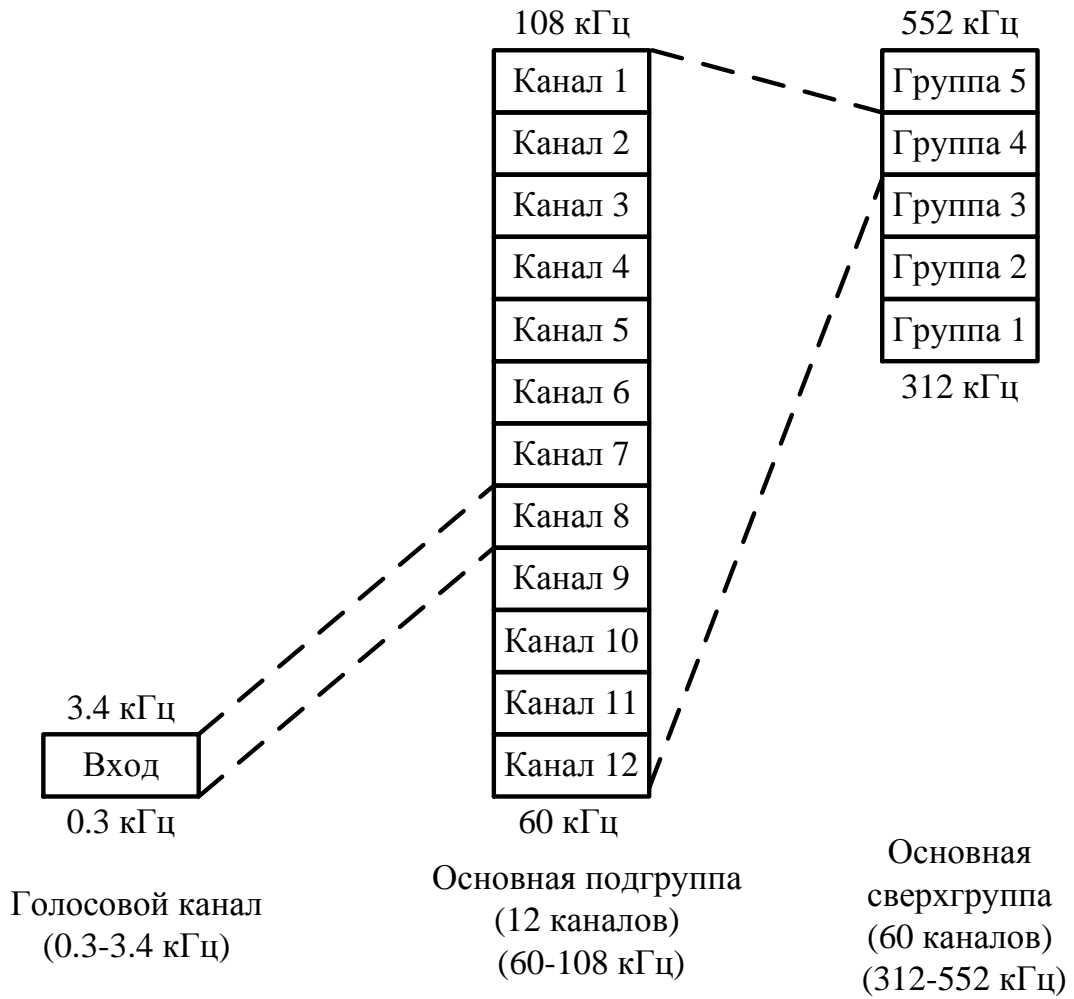 3.4 кГц
Вход
0.3 кГц
Голосовой канал
(0.3-3.4 кГц)
108 кГц
Канал 1
Канал 2
Канал 3
Канал 4
Канал 5
Канал 6
Канал 7
Канал 8
Канал 9
Канал 10
Канал 11
Канал 12
60 кГц
Основная подгруппа
(12 каналов)
(60-108 кГц)
552 кГц
Группа 5
Группа 4
Группа 3
Группа 2
Группа 1
312 кГц
Основная
сверхгруппа
(60 каналов)
(312-552 кГц)